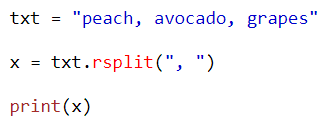 txt = "peach, avocado, grapes"
x = txt.rsplit(", ")
print(x)